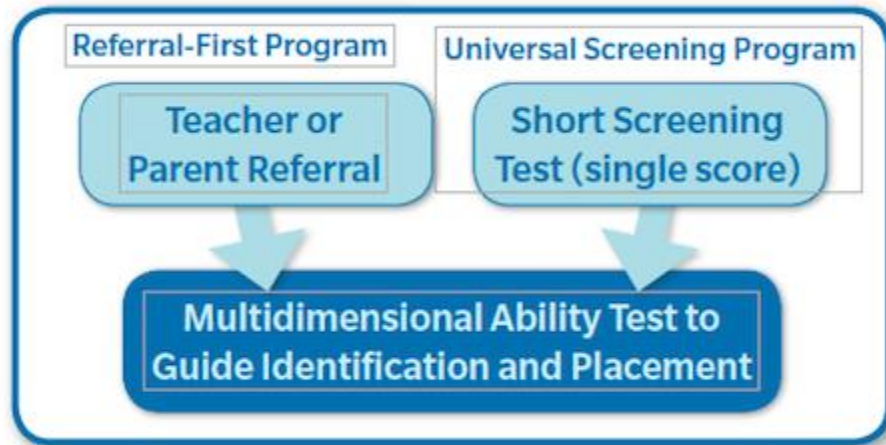 Referral-First Program
Universal Screening Program
Teacher or
Parent Referral
Short Screening
Test (single score)
Multidimensional Ability Test to
Guide Identification and Placement